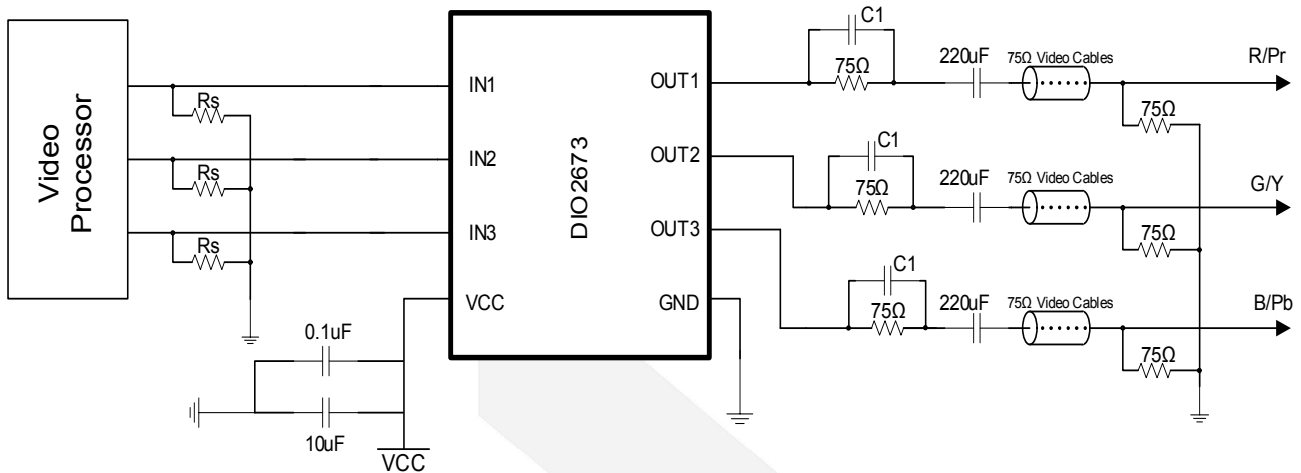 Video
Processor
Rs
Rs
Rs
IN1
IN2
IN3
VCC
DIO2673
OUT1
OUT2
OUT3
GND
0.1uF
10uF
VCC
C1
75Ω
220uF
75Ω Video Cables
R/Pr
75Ω
C1
75Ω
220uF
75Ω Video Cables
G/Y
75Ω
C1
75Ω
220uF
75Ω Video Cables
B/Pb
75Ω